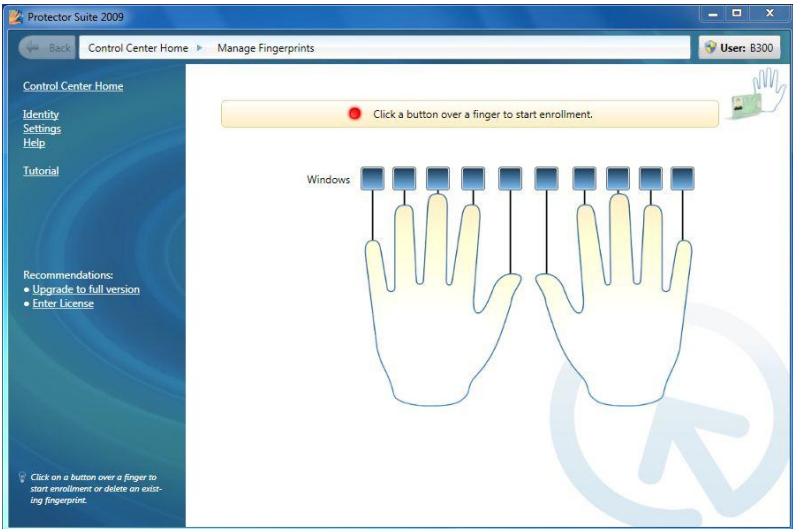 Protector Suite 2009
Back
Control Center Home
Manage Fingerprints
User: B300
Control Center Home
Identity
Settings
Help
Tutorial
Recommendations:
Upgrade to full version
Enter License
Click on a button over a finger to
start enrollment or delete an exist-
ing fingerprint.
Click a button over a finger to start enrollment.
Windows